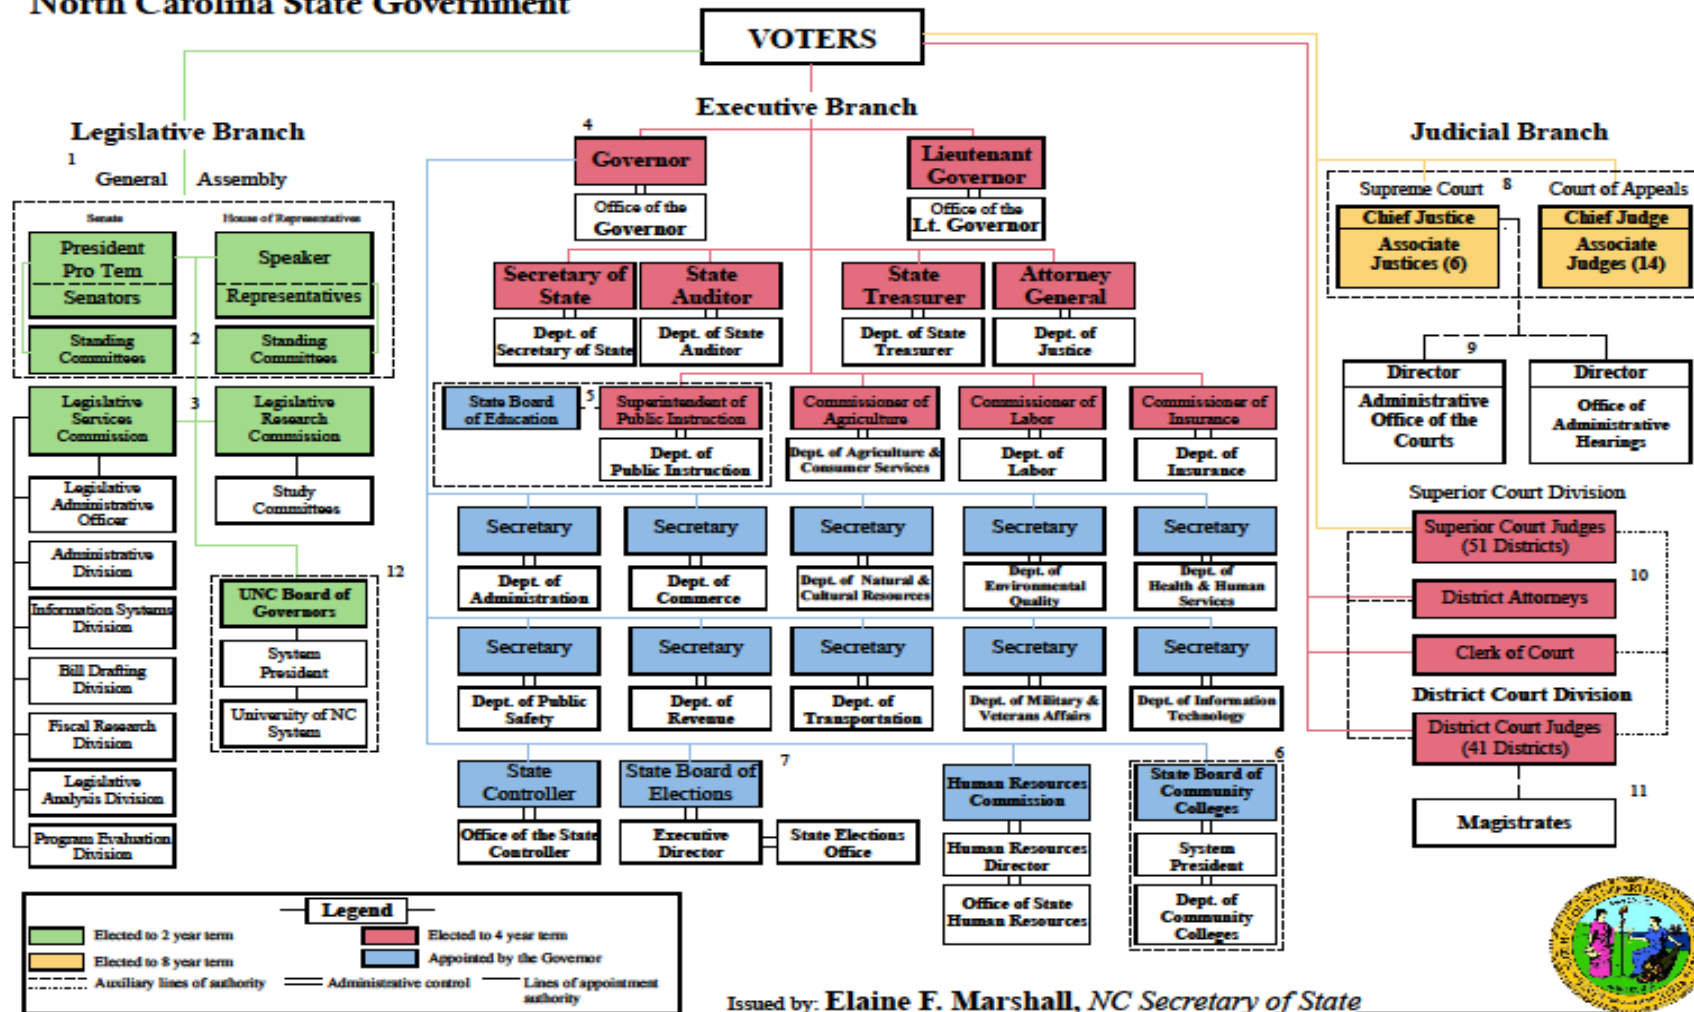 North Carolina State Government
VOTERS
Legislative Branch
1
General Assembly
Senate
House of Representatives
President
Pro Tem
Senators
Speaker
Representatives
Standing
Committees
2
Standing
Committees
Legislative
Services
Commission
3
Legislative
Research
Commission
Legislative
Administrative
Officer
Study
Committees
Administrative
Division
Information Systems
Division
Bill Drafting
Division
Fiscal Research
Division
Legislative
Analysis Division
Program Evaluation
Division
12
UNC Board of
Governors
System
President
University of NC
System
Executive Branch
4
Governor
Office of the
Governor
Lieutenant
Governor
Office of the
Lt. Governor
Secretary of
State
Dept. of
Secretary of State
State
Auditor
Dept. of State
Auditor
State
Treasurer
Dept. of State
Treasurer
Attorney
General
Dept. of
Justice
State Board
of Education
5
Superintendent of
Public Instruction
Dept. of
Public Instruction
Commissioner of
Agriculture
Dept. of Agriculture &
Consumer Services
Commissioner of
Labor
Dept. of
Labor
Commissioner of
Insurance
Dept. of
Insurance
Secretary
Dept. of
Administration
Secretary
Dept. of
Commerce
Secretary
Dept. of Natural &
Cultural Resources
Secretary
Dept. of
Environmental
Quality
Secretary
Dept. of
Health & Human
Services
Secretary
Dept. of Public
Safety
Secretary
Dept. of
Revenue
Secretary
Dept. of
Transportation
Secretary
Dept. of Military &
Veterans Affairs
Secretary
Dept. of Information
Technology
State
Controller
Office of the State
Controller
State Board of
Elections
7
Executive
Director
State Elections
Office
Human Resources
Commission
Human Resources
Director
Office of State
Human Resources
6
State Board of
Community
Colleges
System
President
Dept. of
Community
Colleges
Judicial Branch
Supreme Court
8
Court of Appeals
Chief Justice
Associate
Justices (6)
Chief Judge
Associate
Judges (14)
9
Director
Administrative
Office of the
Courts
Director
Office of
Administrative
Hearings
Superior Court Division
Superior Court Judges
(51 Districts)
10
District Attorneys
Clerk of Court
District Court Division
District Court Judges
(41 Districts)
11
Magistrates
Legend
Elected to 2 year term
Elected to 4 year term
Elected to 8 year term
Appointed by the Governor
Auxiliary lines of authority
Administrative control
Lines of appointment
authority
Issued by: Elaine F. Marshall, NC Secretary of State